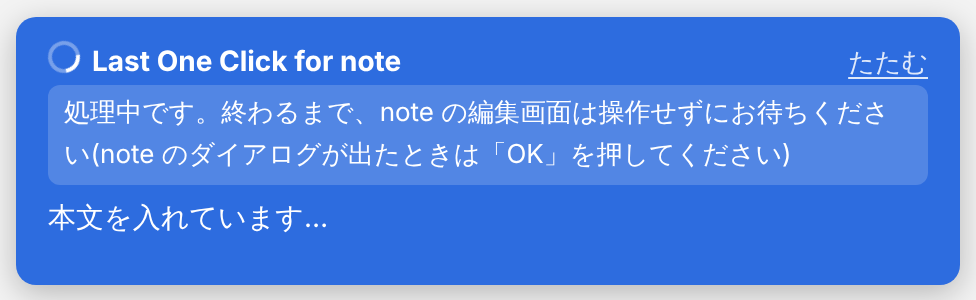 Last One Click for note
たたむ
処理中です。終わるまで、note の編集画面は操作せずにお待ちくださ
い(note のダイアログが出たときは「OK」を押してください)
本文を入れています...